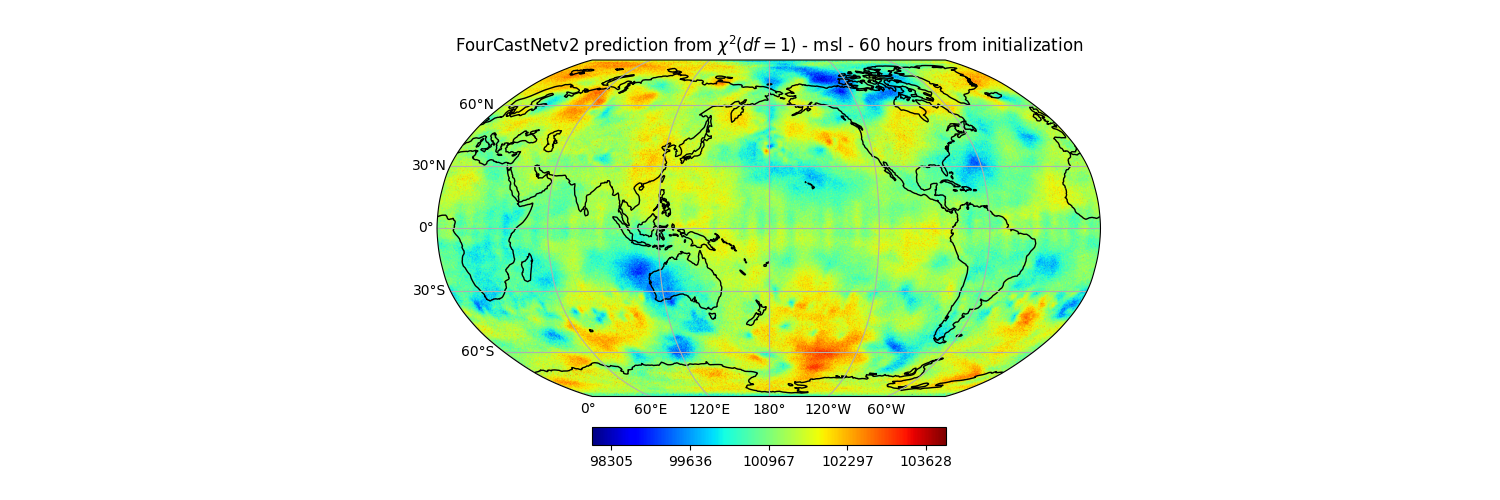 FourCastNetv2 prediction from χ²(df = 1) - msl - 60 hours from initialization
60°N
30°N
0°
30°S
60°S
0° 60°E 120°E 180° 120°W 60°W
98305 99636 100967 102297 103628